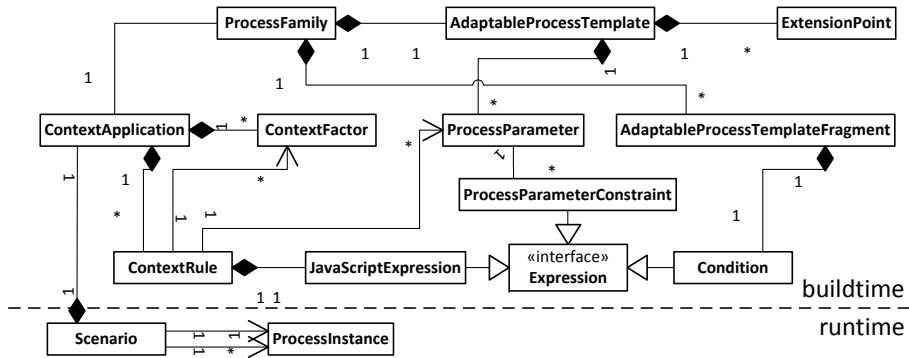 ProcessFamily
AdaptableProcessTemplate
ExtensionPoint
1
1
1
*
1
1
1
*
*
ContextApplication
1
*
ContextFactor
ProcessParameter
AdaptableProcessTemplateFragment
1
1
*
*
1
*
1
ProcessParameterConstraint
*
1
1
1
ContextRule
JavaScriptExpression
«interface»
Expression
Condition
1
1 1
buildtime
runtime
Scenario
1 1
1 *
ProcessInstance